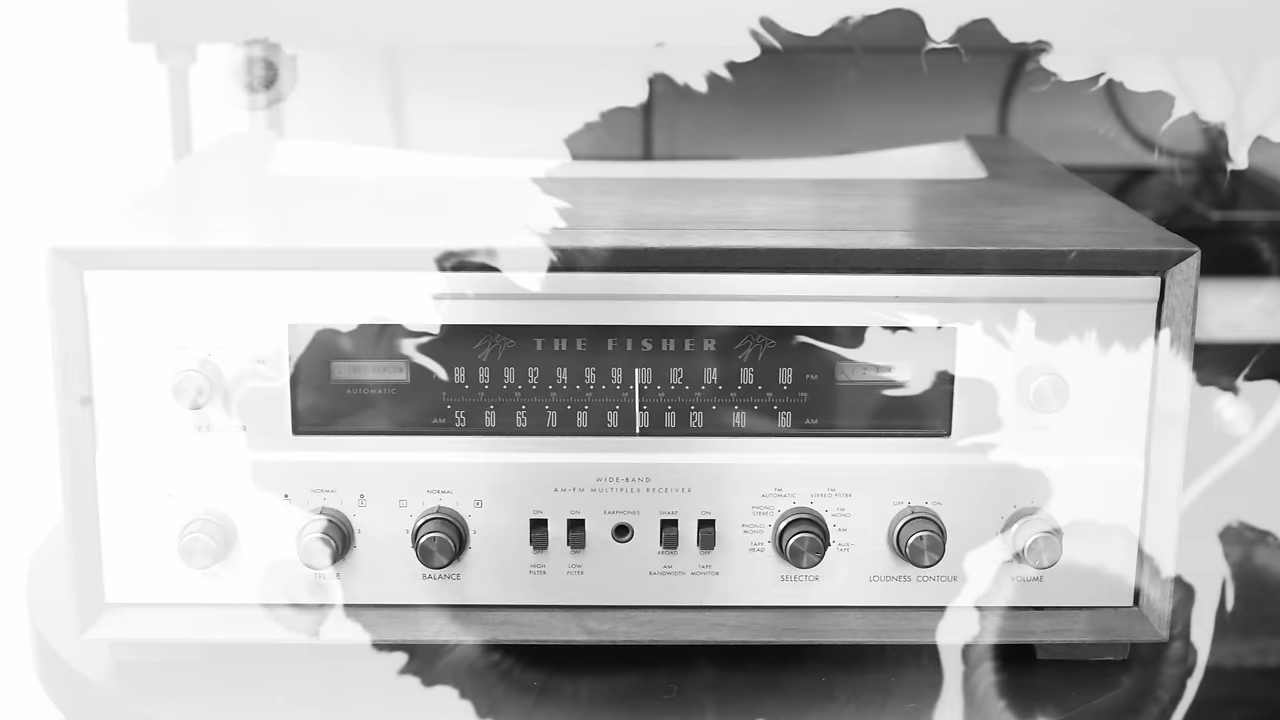 THE FISHER
AUTOMATIC
88 89 90 92 94 96 98 100 102 104 106 108 FM
AM 55 60 65 70 80 90 100 110 120 140 160 AM
WIDE-BAND
AM-FM MULTIPLEX RECEIVER
NORMAL
NORMAL
BALANCE
ON
OFF
HIGH
FILTER
ON
OFF
LOW
FILTER
EARPHONES
SHARP
BROAD
AM
BANDWIDTH
ON
OFF
TAPE
MONITOR
FM
AUTOMATIC
FM
STEREO FILTER
PHONO
STEREO
FM
MONO
PHONO
MONO
AM
TAPE
HEAD
AUX-
TAPE
SELECTOR
OFF ON
LOUDNESS CONTOUR
VOLUME